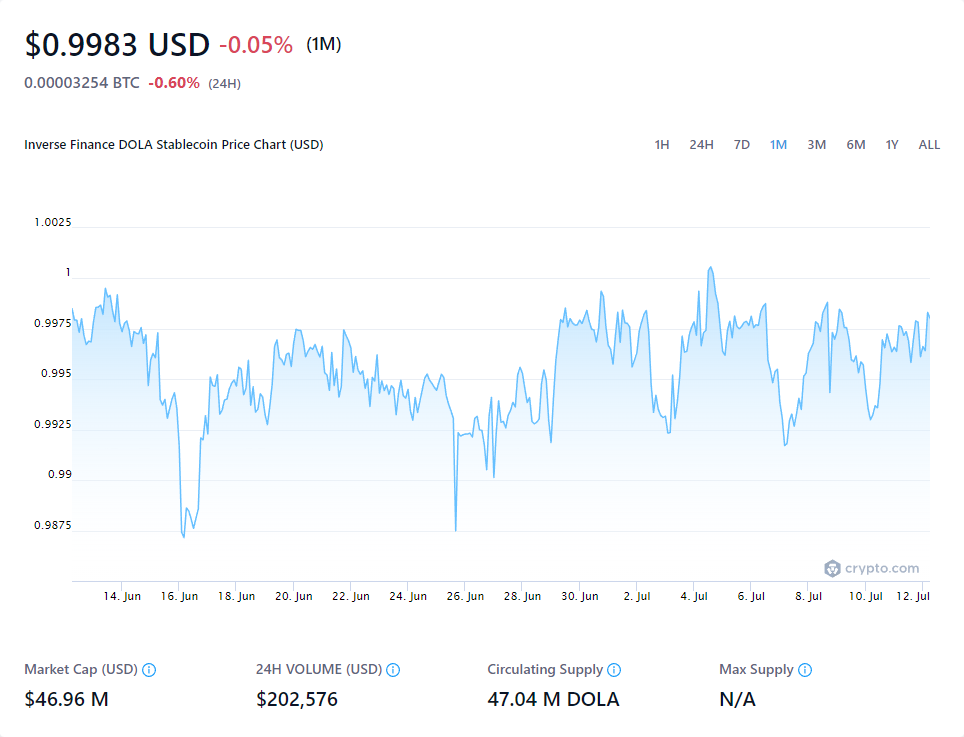 $0.9983 USD -0.05% (1M)
0.00003254 BTC -0.60% (24H)
Inverse Finance DOLA Stablecoin Price Chart (USD) 1H 24H 7D 1M 3M 6M 1Y ALL
1.0025
1
0.9975
0.995
0.9925
0.99
0.9875
crypto.com
14. Jun 16. Jun 18. Jun 20. Jun 22. Jun 24. Jun 26. Jun 28. Jun 30. Jun 2. Jul 4. Jul 6. Jul 8. Jul 10. Jul 12. Jul
Market Cap (USD) 24H VOLUME (USD) Circulating Supply Max Supply
$46.96 M $202,576 47.04 M DOLA N/A